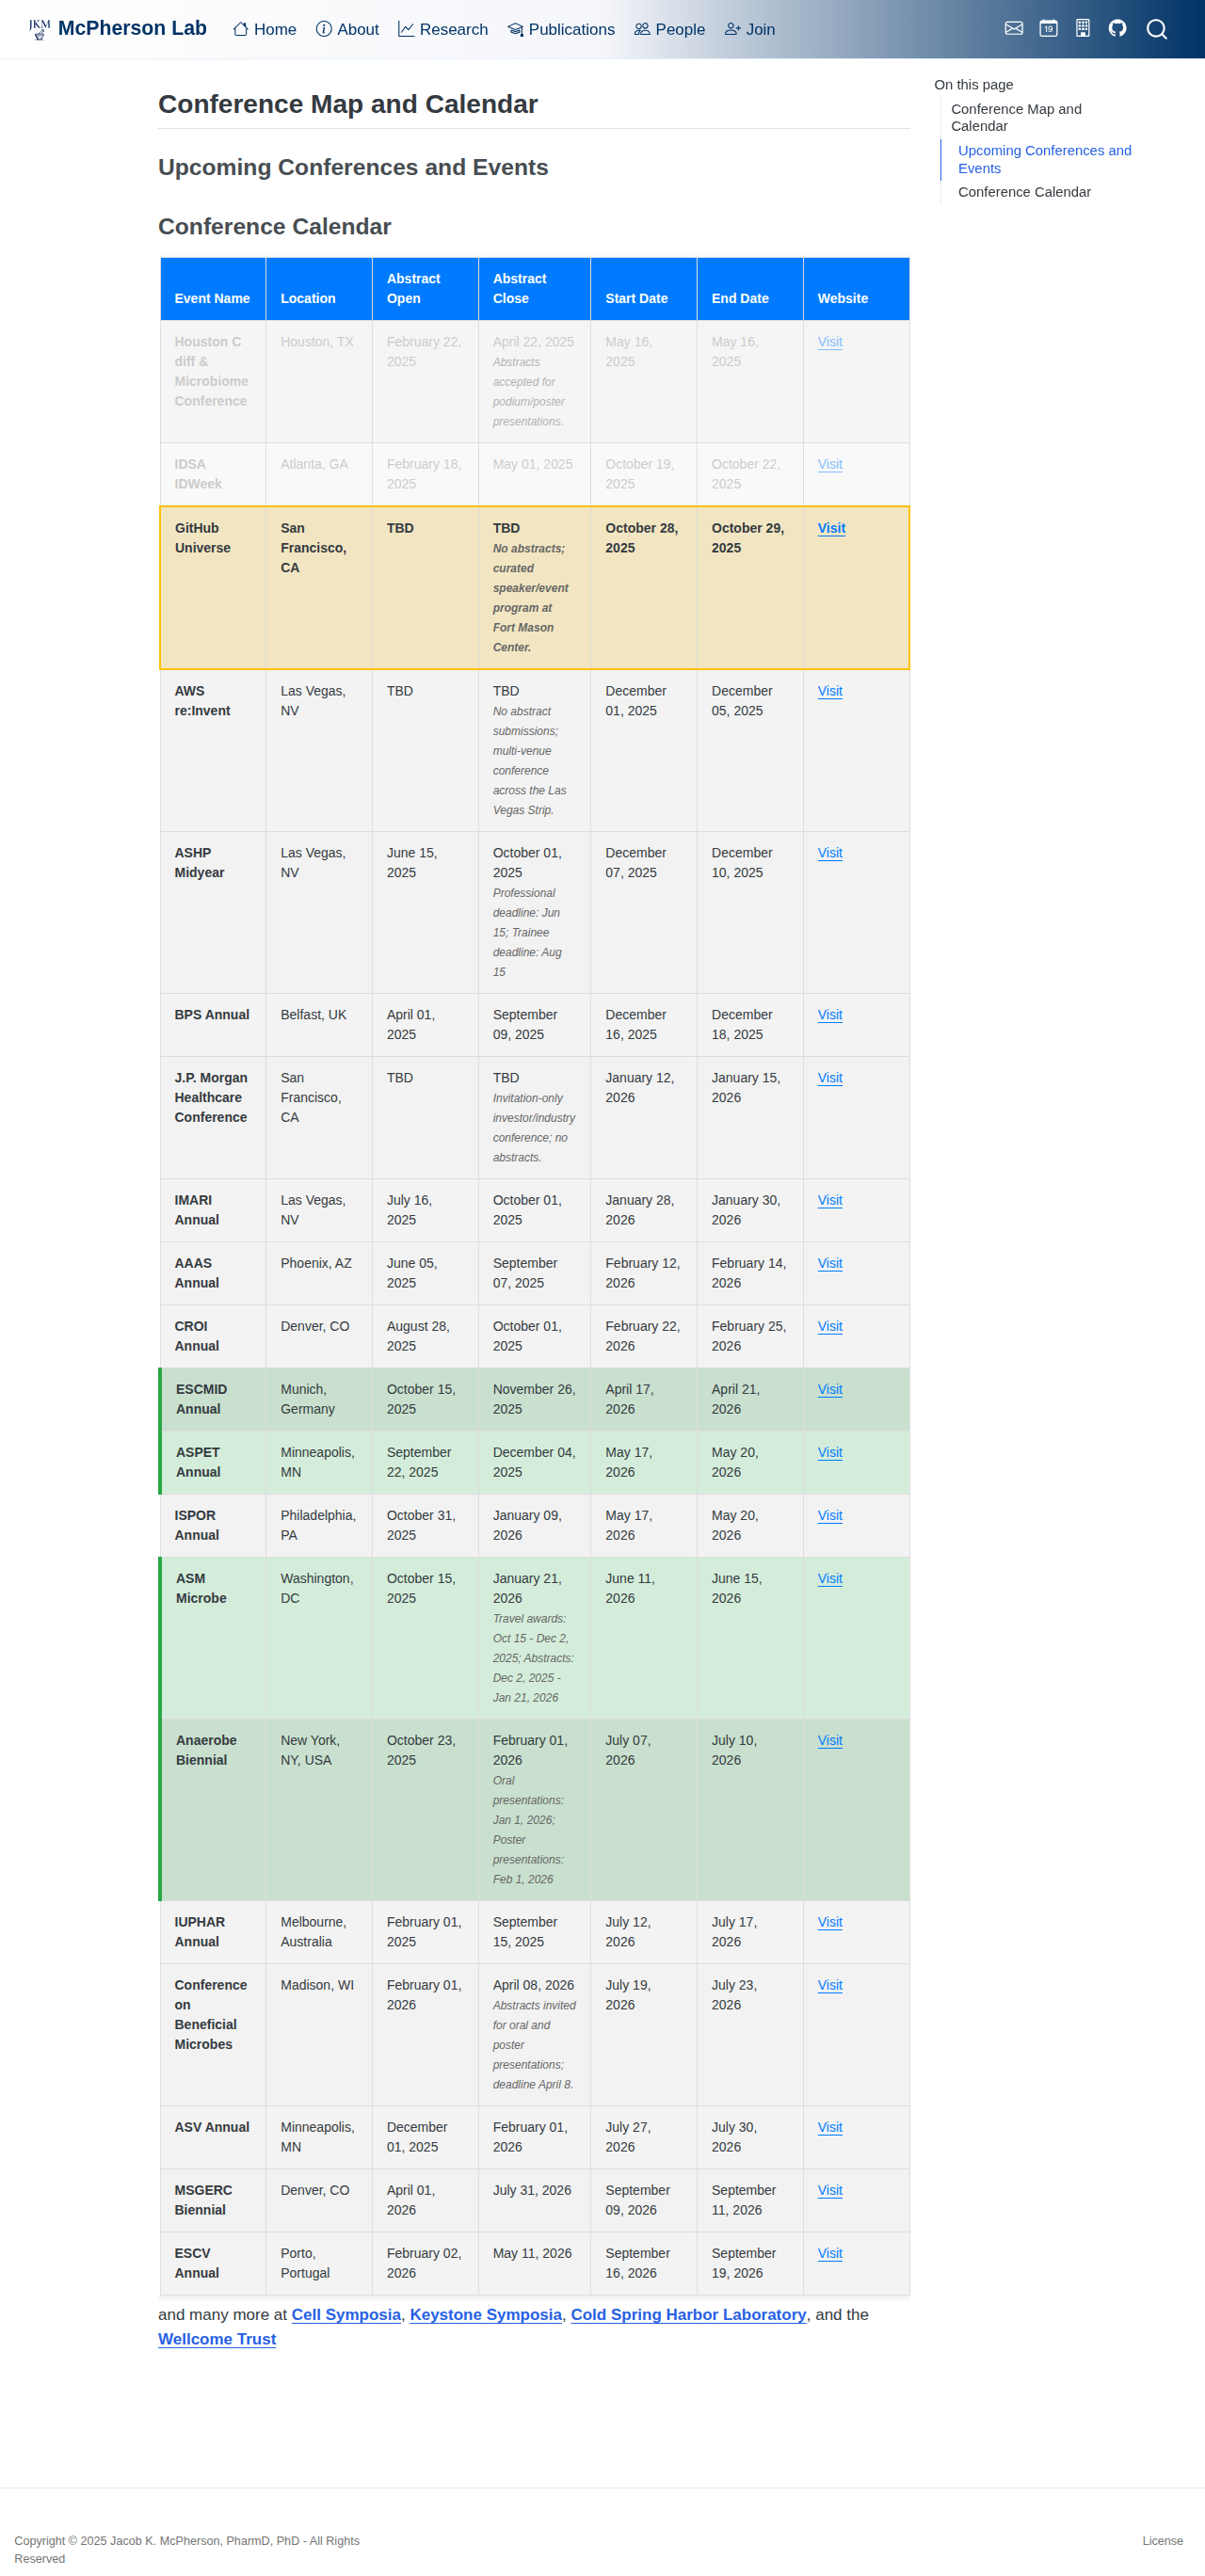 JKM McPherson Lab Home About Research Publications People Join 19
On this page
Conference Map and
Calendar
Upcoming Conferences and
Events
Conference Calendar
Conference Map and Calendar
Upcoming Conferences and Events
Conference Calendar
Event Name Location Abstract Open Abstract Close Start Date End Date Website
Houston C diff & Microbiome Conference Houston, TX February 22, 2025 April 22, 2025 Abstracts accepted for podium/poster presentations. May 16, 2025 May 16, 2025 Visit
IDSA IDWeek Atlanta, GA February 18, 2025 May 01, 2025 October 19, 2025 October 22, 2025 Visit
GitHub Universe San Francisco, CA TBD TBD No abstracts; curated speaker/event program at Fort Mason Center. October 28, 2025 October 29, 2025 Visit
AWS re:Invent Las Vegas, NV TBD TBD No abstract submissions; multi-venue conference across the Las Vegas Strip. December 01, 2025 December 05, 2025 Visit
ASHP Midyear Las Vegas, NV June 15, 2025 October 01, 2025 Professional deadline: Jun 15; Trainee deadline: Aug 15 December 07, 2025 December 10, 2025 Visit
BPS Annual Belfast, UK April 01, 2025 September 09, 2025 December 16, 2025 December 18, 2025 Visit
J.P. Morgan Healthcare Conference San Francisco, CA TBD TBD Invitation-only investor/industry conference; no abstracts. January 12, 2026 January 15, 2026 Visit
IMARI Annual Las Vegas, NV July 16, 2025 October 01, 2025 January 28, 2026 January 30, 2026 Visit
AAAS Annual Phoenix, AZ June 05, 2025 September 07, 2025 February 12, 2026 February 14, 2026 Visit
CROI Annual Denver, CO August 28, 2025 October 01, 2025 February 22, 2026 February 25, 2026 Visit
ESCMID Annual Munich, Germany October 15, 2025 November 26, 2025 April 17, 2026 April 21, 2026 Visit
ASPET Annual Minneapolis, MN September 22, 2025 December 04, 2025 May 17, 2026 May 20, 2026 Visit
ISPOR Annual Philadelphia, PA October 31, 2025 January 09, 2026 May 17, 2026 May 20, 2026 Visit
ASM Microbe Washington, DC October 15, 2025 January 21, 2026 Travel awards: Oct 15 - Dec 2, 2025; Abstracts: Dec 2, 2025 - Jan 21, 2026 June 11, 2026 June 15, 2026 Visit
Anaerobe Biennial New York, NY, USA October 23, 2025 February 01, 2026 Oral presentations: Jan 1, 2026; Poster presentations: Feb 1, 2026 July 07, 2026 July 10, 2026 Visit
IUPHAR Annual Melbourne, Australia February 01, 2025 September 15, 2025 July 12, 2026 July 17, 2026 Visit
Conference on Beneficial Microbes Madison, WI February 01, 2026 April 08, 2026 Abstracts invited for oral and poster presentations; deadline April 8. July 19, 2026 July 23, 2026 Visit
ASV Annual Minneapolis, MN December 01, 2025 February 01, 2026 July 27, 2026 July 30, 2026 Visit
MSGERC Biennial Denver, CO April 01, 2026 July 31, 2026 September 09, 2026 September 11, 2026 Visit
ESCV Annual Porto, Portugal February 02, 2026 May 11, 2026 September 16, 2026 September 19, 2026 Visit
and many more at Cell Symposia, Keystone Symposia, Cold Spring Harbor Laboratory, and the
Wellcome Trust
Copyright © 2025 Jacob K. McPherson, PharmD, PhD - All Rights
Reserved
License